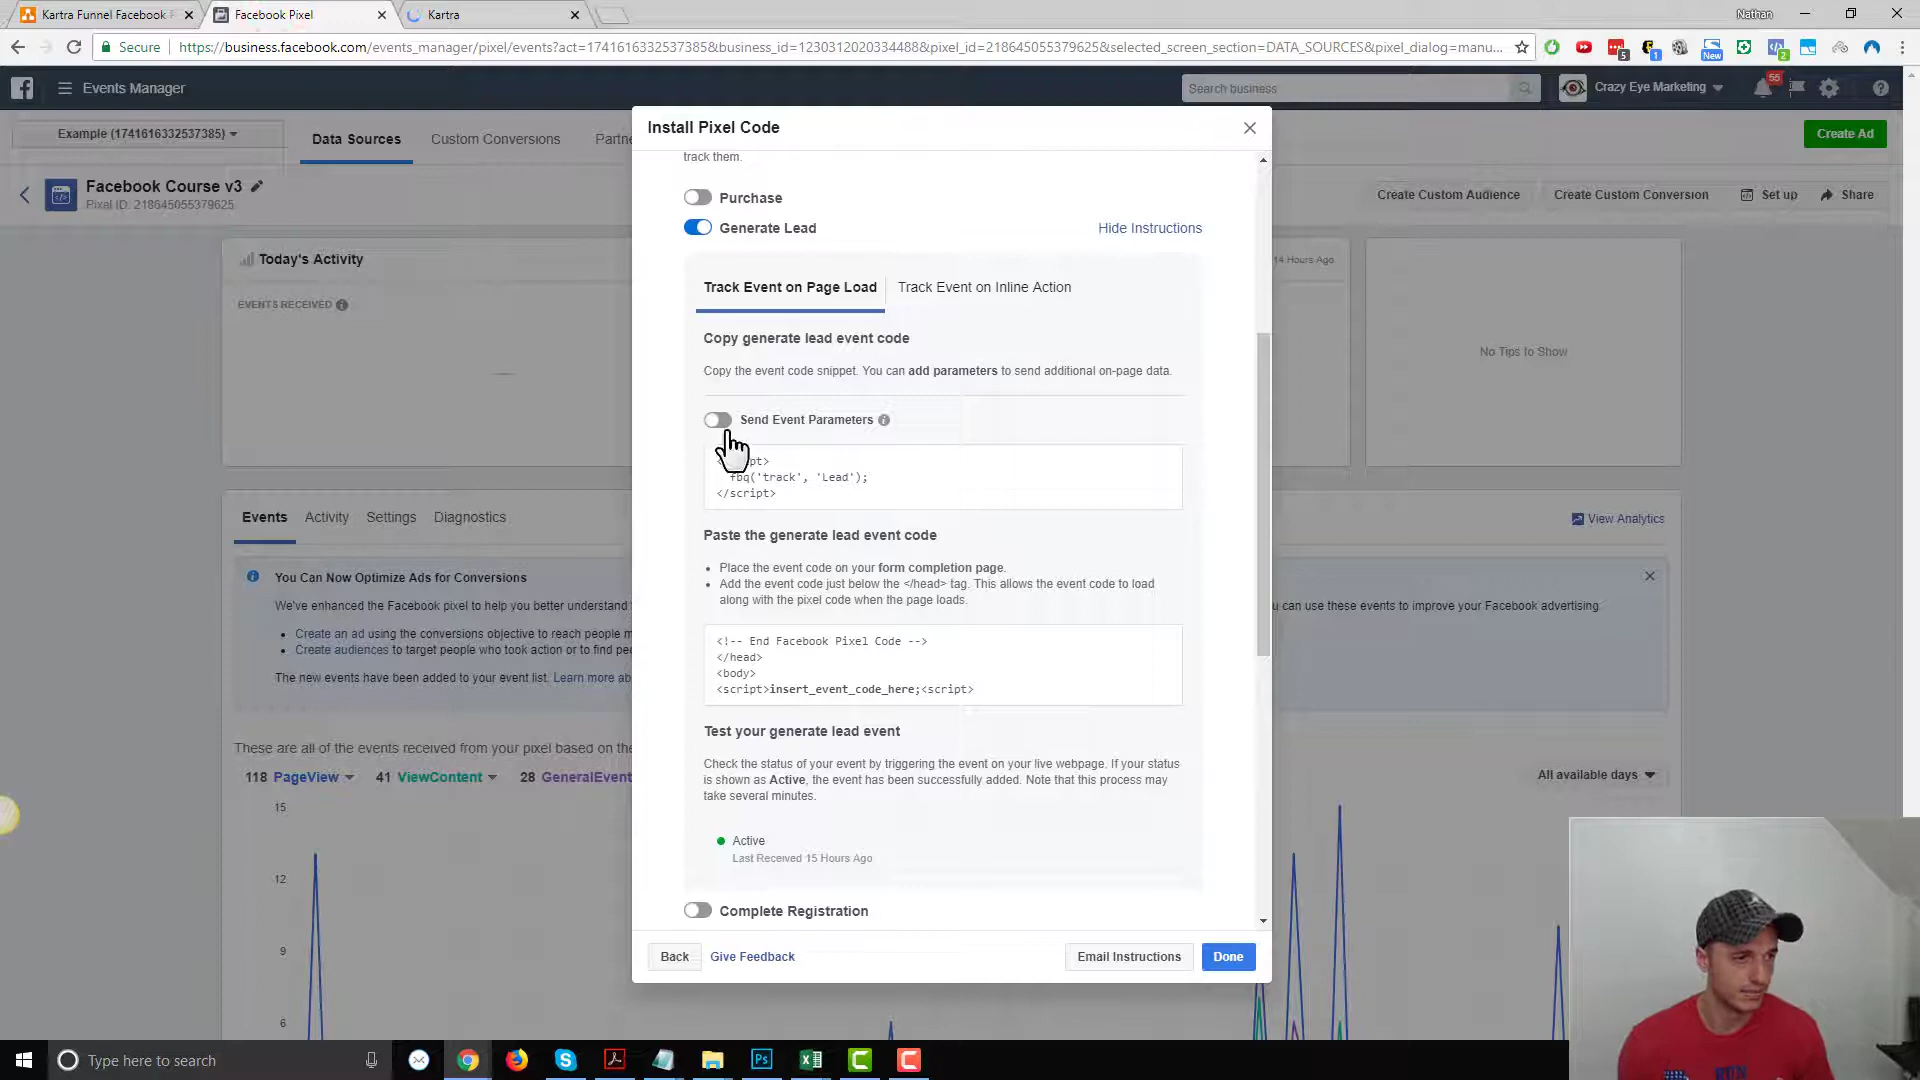 Kartra Funnel Facebook F
Facebook Pixel
Kartra
Nathan
Secure https://business.facebook.com/events_manager/pixel/events?act=1741616332537385&business_id=12303120203344488&pixel_id=218645055379625&selected_screen_section=DATA_SOURCES&pixel_dialog=manu...
5
1
New
2
Events Manager
Search business
Crazy Eye Marketing
55
Example (1741616332537385)
Data Sources
Custom Conversions
Partne
Create Ad
Facebook Course v3
Pixel ID: 218645055379625
Create Custom Audience
Create Custom Conversion
Set up
Share
Install Pixel Code
track them.
Purchase
Generate Lead
Hide Instructions
Track Event on Page Load
Track Event on Inline Action
Copy generate lead event code
Copy the event code snippet. You can add parameters to send additional on-page data.
Send Event Parameters
pt>
fbq('track', 'Lead');
</script>
Paste the generate lead event code
Place the event code on your form completion page.
Add the event code just below the </head> tag. This allows the event code to load
along with the pixel code when the page loads.
<!-- End Facebook Pixel Code -->
</head>
<body>
<script>insert_event_code_here;<script>
Test your generate lead event
Check the status of your event by triggering the event on your live webpage. If your status
is shown as Active, the event has been successfully added. Note that this process may
take several minutes.
Active
Last Received 15 Hours Ago
Complete Registration
Back
Give Feedback
Email Instructions
Done
Today's Activity
EVENTS RECEIVED
14 Hours Ago
No Tips to Show
Events
Activity
Settings
Diagnostics
View Analytics
You Can Now Optimize Ads for Conversions
We've enhanced the Facebook pixel to help you better understand
u can use these events to improve your Facebook advertising
Create an ad using the conversions objective to reach people m
Create audiences to target people who took action or to find pe
The new events have been added to your event list. Learn more ab
These are all of the events received from your pixel based on the
118 PageView
41 ViewContent
28 GeneralEvent
All available days
15
12
9
6
Type here to search
RUN